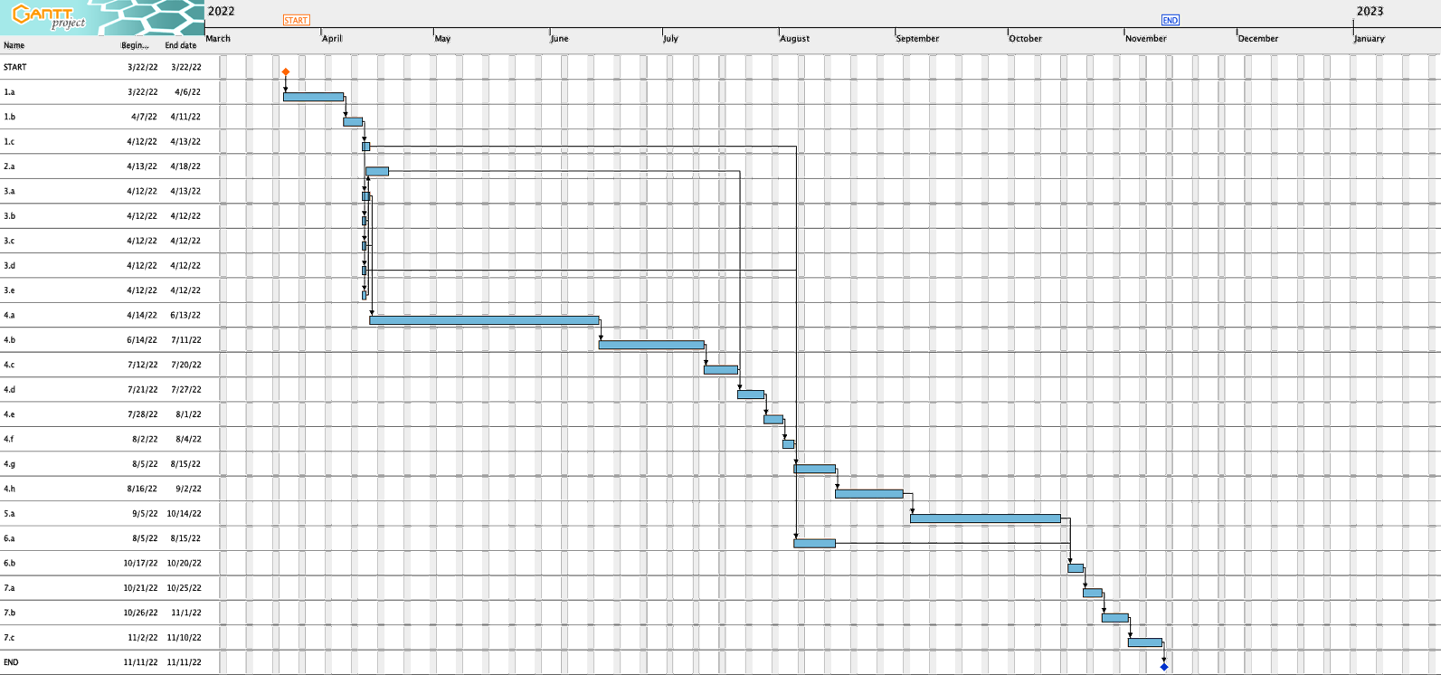 GANTT
project
2022
2023
START
END
March April May June July August September October November December January
Name Begin... End date
START 3/22/22 3/22/22
1.a 3/22/22 4/6/22
1.b 4/7/22 4/11/22
1.c 4/12/22 4/13/22
2.a 4/13/22 4/18/22
3.a 4/12/22 4/13/22
3.b 4/12/22 4/12/22
3.c 4/12/22 4/12/22
3.d 4/12/22 4/12/22
3.e 4/12/22 4/12/22
4.a 4/14/22 6/13/22
4.b 6/14/22 7/11/22
4.c 7/12/22 7/20/22
4.d 7/21/22 7/27/22
4.e 7/28/22 8/1/22
4.f 8/2/22 8/4/22
4.g 8/5/22 8/15/22
4.h 8/16/22 9/2/22
5.a 9/5/22 10/14/22
6.a 8/5/22 8/15/22
6.b 10/17/22 10/20/22
7.a 10/21/22 10/25/22
7.b 10/26/22 11/1/22
7.c 11/2/22 11/10/22
END 11/11/22 11/11/22